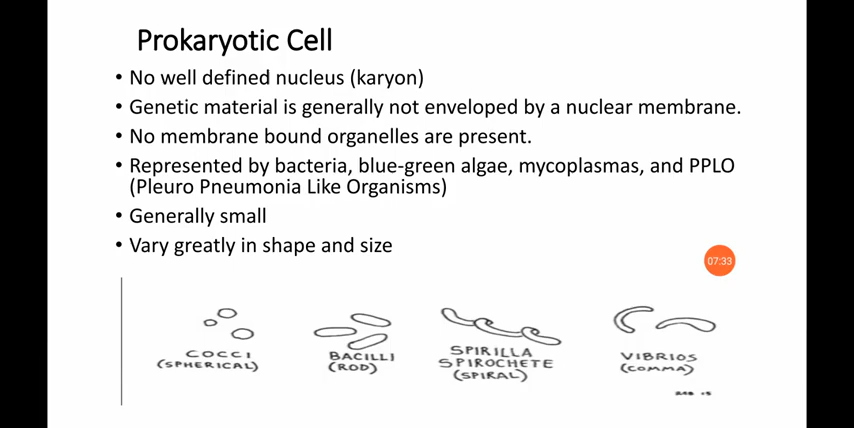 Prokaryotic Cell
• No well defined nucleus (karyon)
• Genetic material is generally not enveloped by a nuclear membrane.
• No membrane bound organelles are present.
• Represented by bacteria, blue-green algae, mycoplasmas, and PPLO
(Pleuro Pneumonia Like Organisms)
• Generally small
• Vary greatly in shape and size
07:33
COCCI
(SPHERICAL)
BACILLI
(ROD)
SPIRILLA
SPIROCHETE
(SPIRAL)
VIBRIOS
(COMMA)